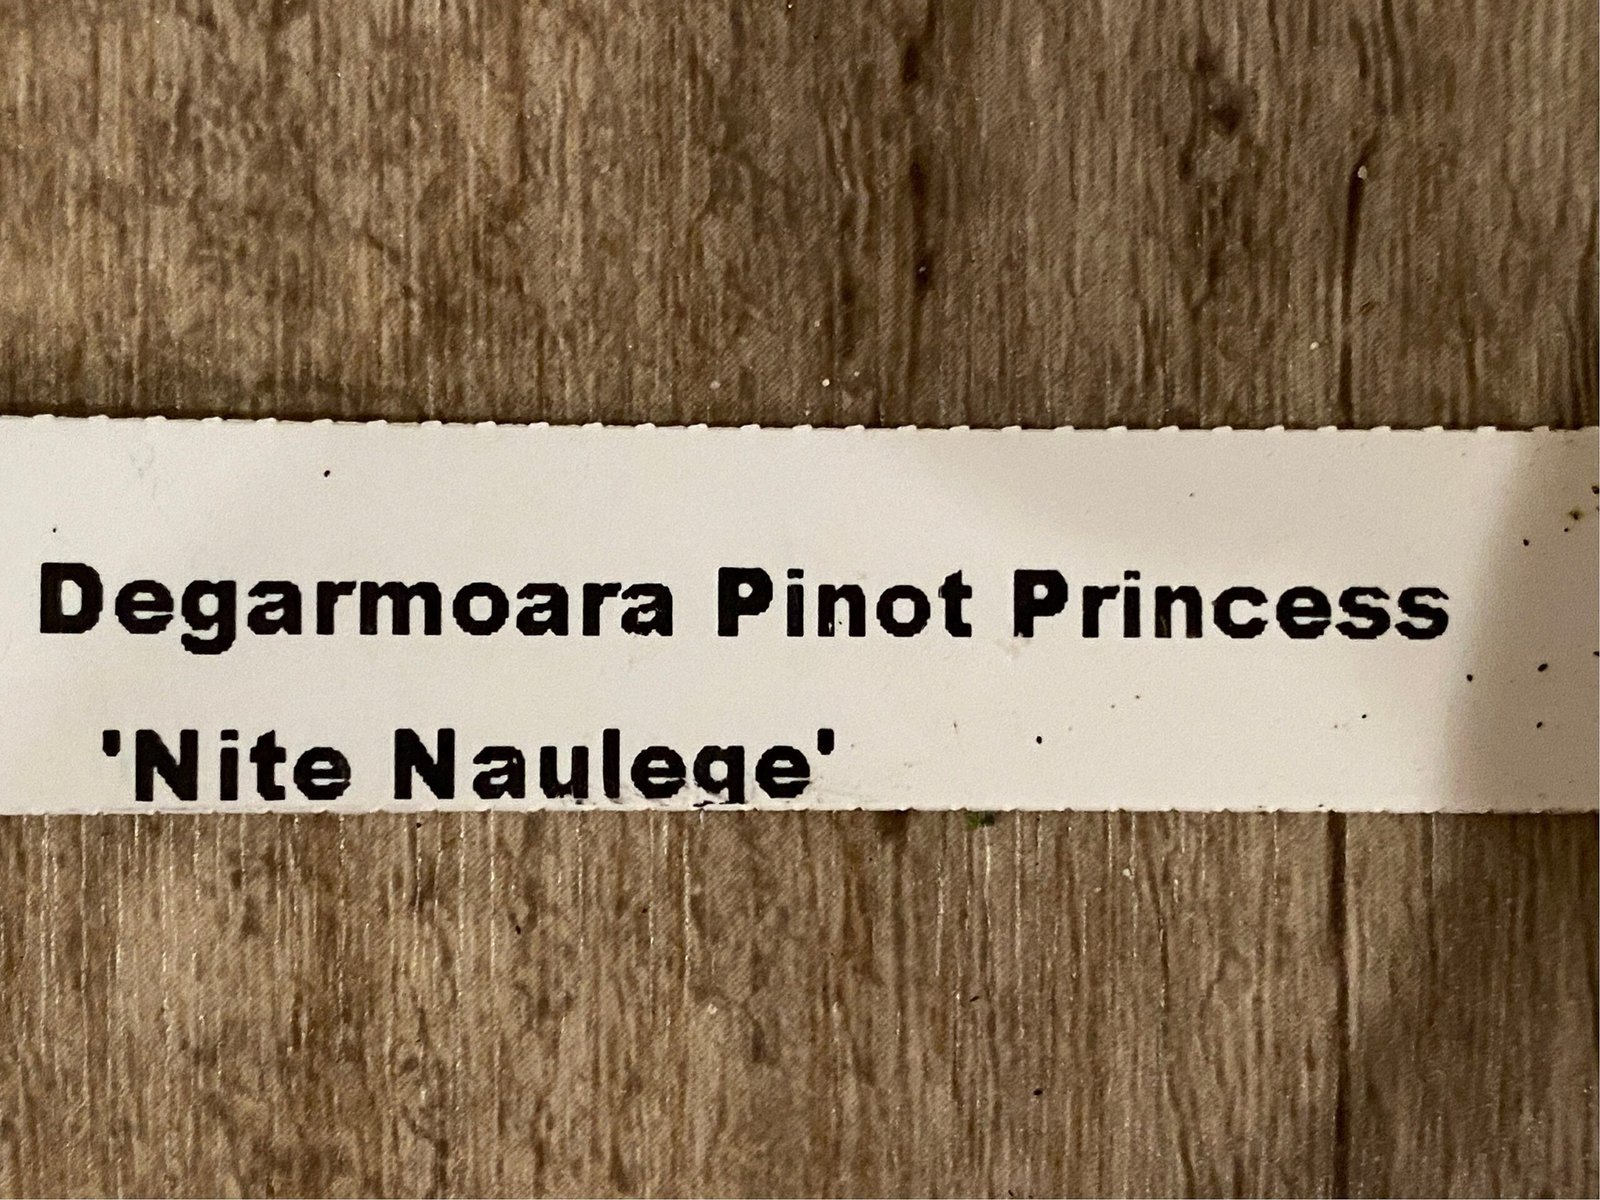 Degarmoara Pinot Princess
'Nite Naulege'